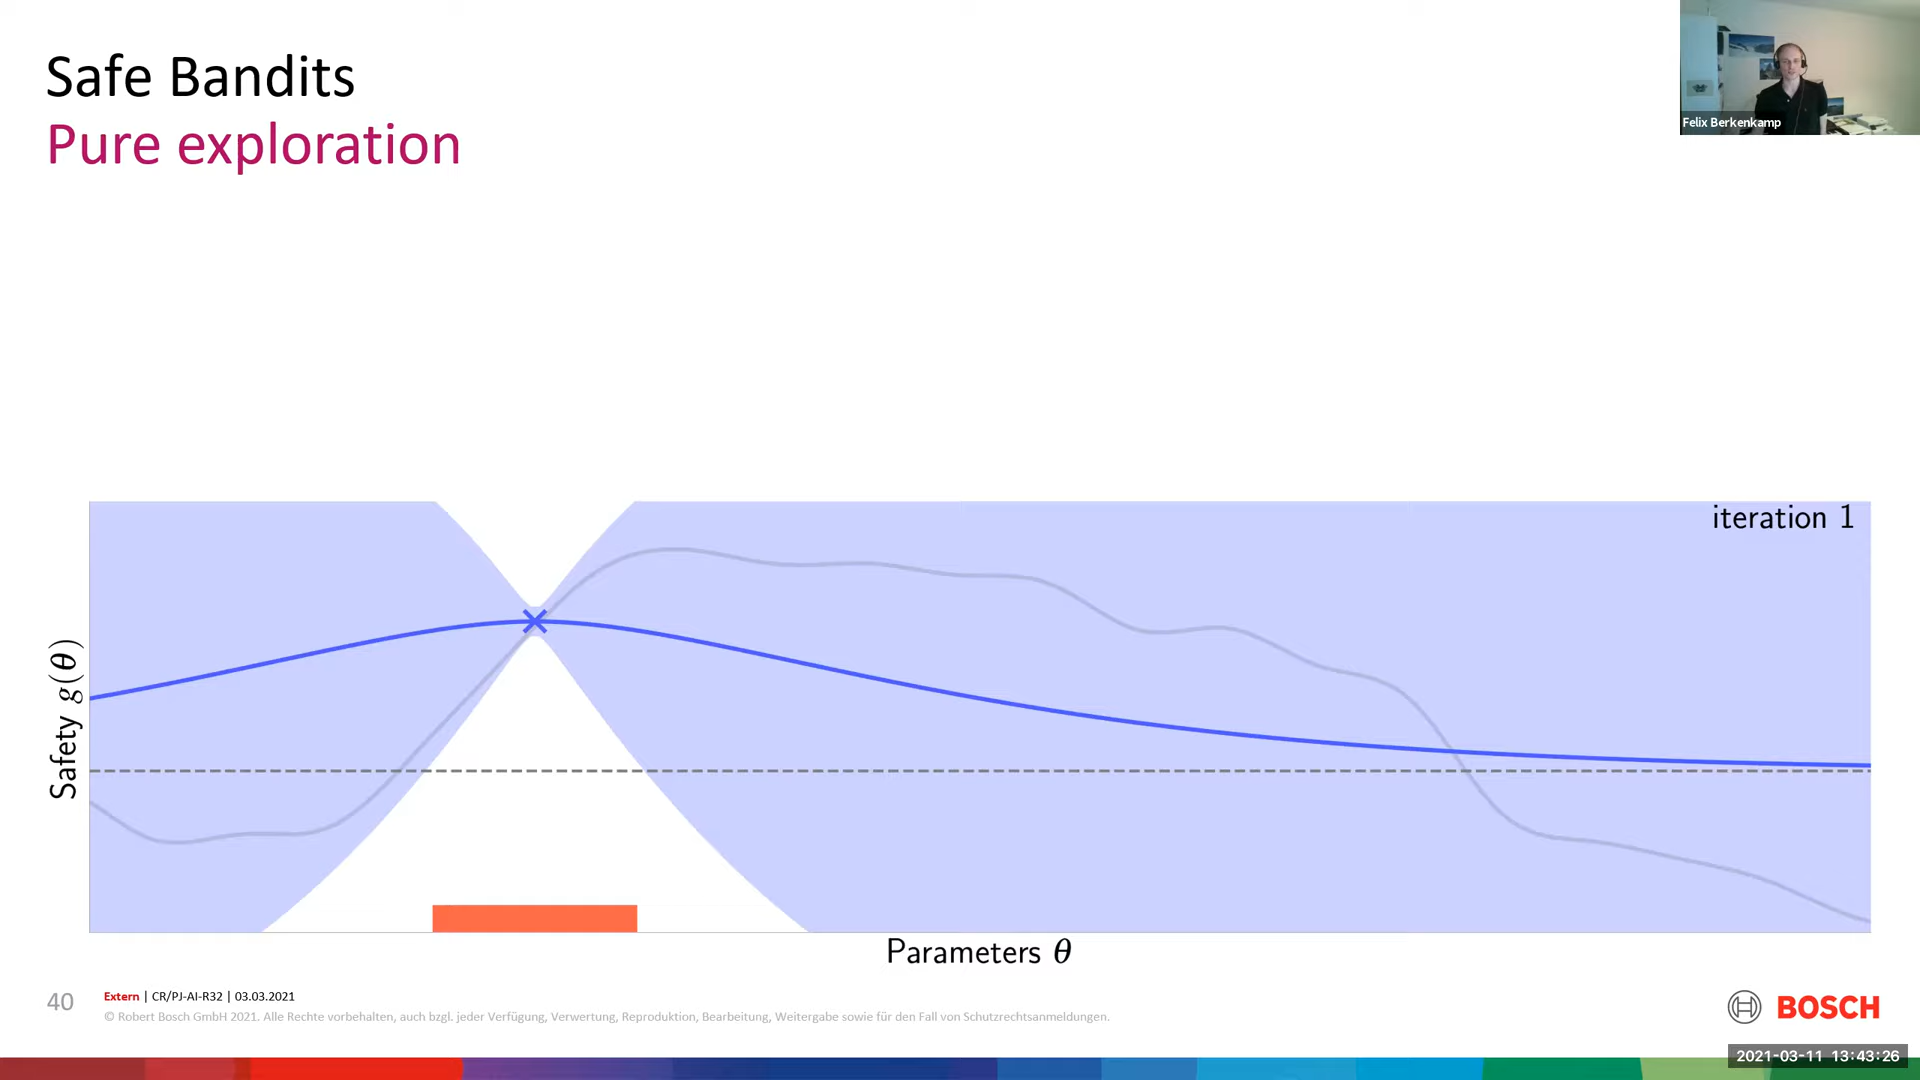 Safe Bandits
Pure exploration
Felix Berkenkamp
iteration 1
Safety g(θ)
Parameters θ
40
Extern | CR/PJ-AI-R32 | 03.03.2021
© Robert Bosch GmbH 2021. Alle Rechte vorbehalten, auch bzgl. jeder Verfügung, Verwertung, Reproduktion, Bearbeitung, Weitergabe sowie für den Fall von Schutzrechtsanmeldungen.
BOSCH
2021-03-11 13:43:26